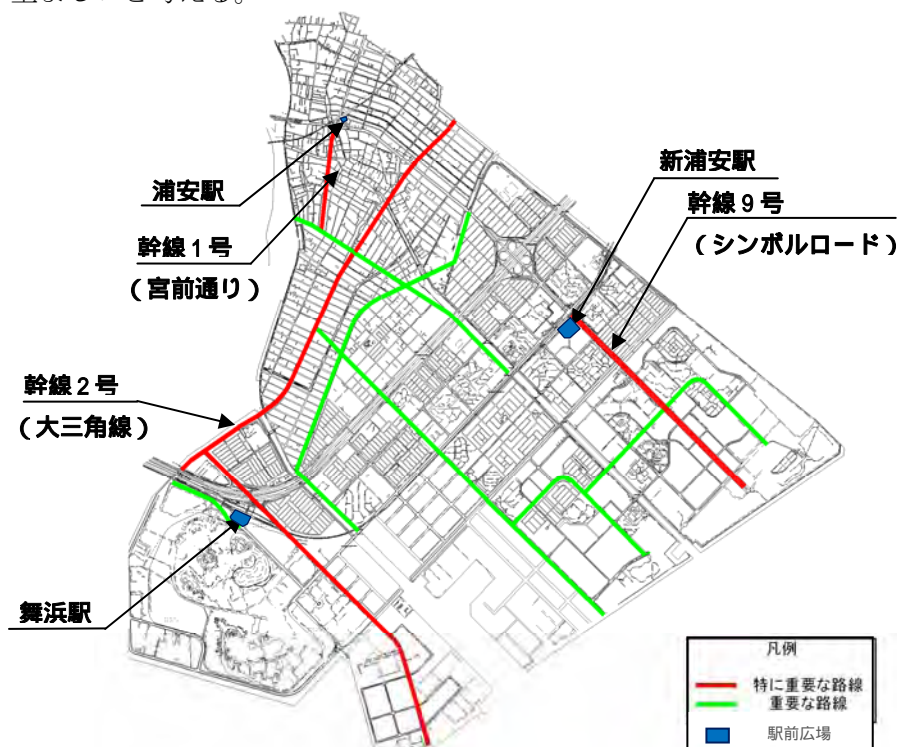 浦安駅
幹線1号
（宮前通り）
新浦安駅
幹線9号
（シンボルロード）
幹線2号
（大三角線）
舞浜駅
凡例
特に重要な路線
重要な路線
駅前広場